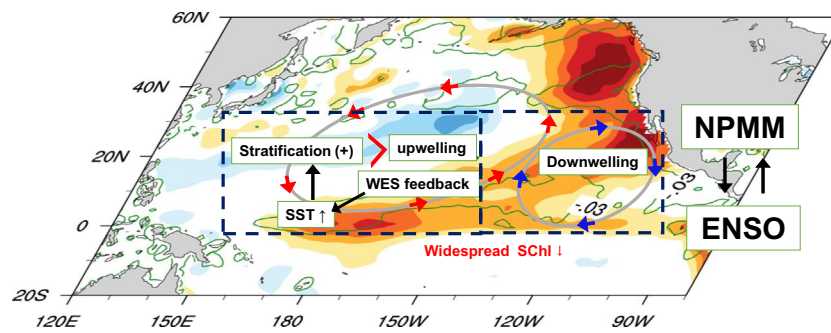 60N
40N
20N
0
20S
120E
150E
180
150W
120W
90W
Stratification (+)
>
upwelling
WES feedback
SST ↑
Downwelling
-.03
-.03
Widespread SChl ↓
NPMM
ENSO